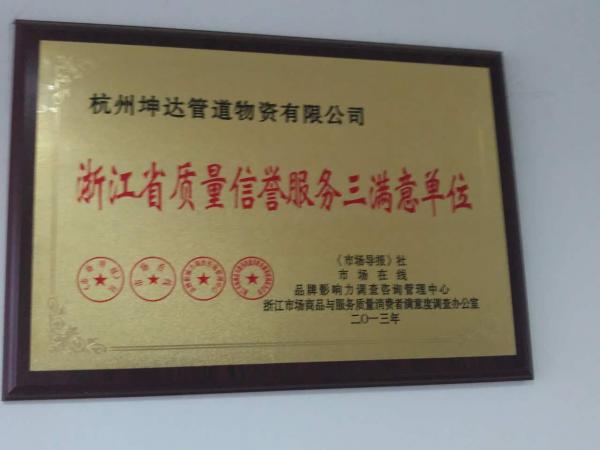 杭州坤达管道物资有限公司
浙江省质量信誉服务三满意单位
《市场导报》社
市场在线
品牌影响力调查咨询管理中心
浙江市场商品与服务质量消费者满意度调查办公室
二〇一三年